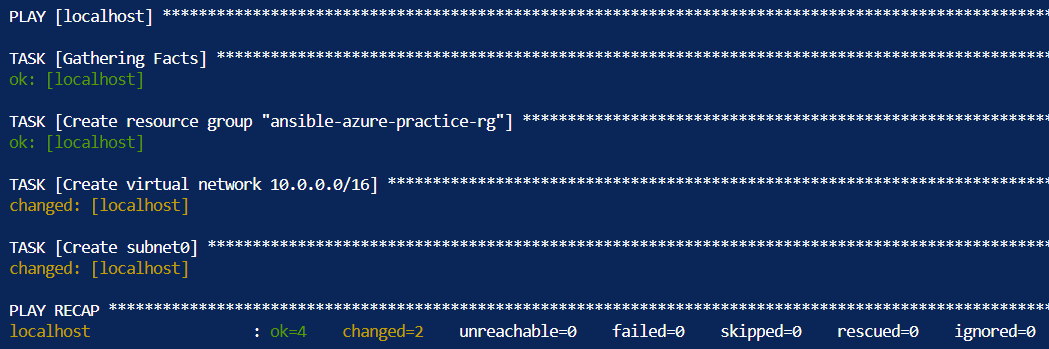 PLAY [localhost] ***************************************************************************************************
TASK [Gathering Facts] *********************************************************************************************
ok: [localhost]
TASK [Create resource group "ansible-azure-practice-rg"] ***********************************************************
ok: [localhost]
TASK [Create virtual network 10.0.0.0/16] **************************************************************************
changed: [localhost]
TASK [Create subnet0] **********************************************************************************************
changed: [localhost]
PLAY RECAP *********************************************************************************************************
localhost                  : ok=4    changed=2    unreachable=0    failed=0    skipped=0    rescued=0    ignored=0